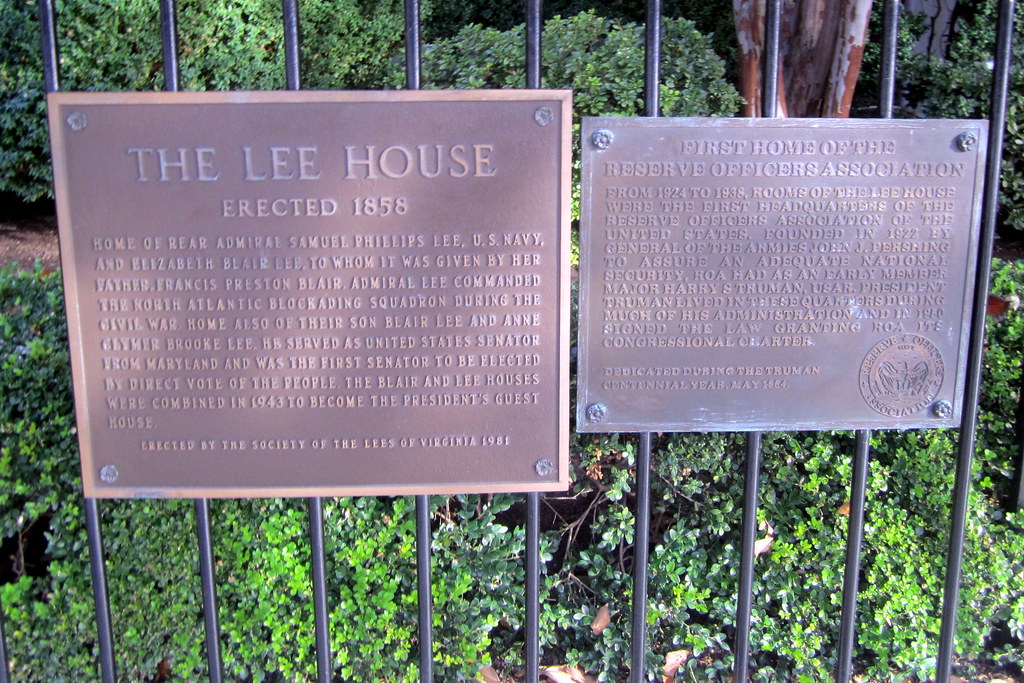 THE LEE HOUSE
ERECTED 1858
HOME OF REAR ADMIRAL SAMUEL PHILLIPS LEE, U.S. NAVY,
AND ELIZABETH BLAIR LEE, TO WHOM IT WAS GIVEN BY HER
FATHER, FRANCIS PRESTON BLAIR. ADMIRAL LEE COMMANDED
THE NORTH ATLANTIC BLOCKADING SQUADRON DURING THE
CIVIL WAR. HOME ALSO OF THEIR SON BLAIR LEE AND ANNE
CLYMER BROOKE LEE. HE SERVED AS UNITED STATES SENATOR
FROM MARYLAND AND WAS THE FIRST SENATOR TO BE ELECTED
BY DIRECT VOTE OF THE PEOPLE. THE BLAIR AND LEE HOUSES
WERE COMBINED IN 1943 TO BECOME THE PRESIDENT'S GUEST
HOUSE.
ERECTED BY THE SOCIETY OF THE LEES OF VIRGINIA 1981
FIRST HOME OF THE
RESERVE OFFICERS ASSOCIATION
FROM 1924 TO 1938, ROOMS OF THE LEE HOUSE
WERE THE FIRST HEADQUARTERS OF THE
RESERVE OFFICERS ASSOCIATION OF THE
UNITED STATES. FOUNDED IN 1922 BY
GENERAL OF THE ARMIES JOHN J. PERSHING
TO ASSURE AN ADEQUATE NATIONAL
SECURITY, ROA HAD AS AN EARLY MEMBER
MAJOR HARRY S TRUMAN, USAR. PRESIDENT
TRUMAN LIVED IN THESE QUARTERS DURING
MUCH OF HIS ADMINISTRATION AND IN 1950
SIGNED THE LAW GRANTING ROA ITS
CONGRESSIONAL CHARTER.
DEDICATED DURING THE TRUMAN
CENTENNIAL YEAR, MAY 1984.
RESERVE OFFICERS
ASSOCIATION